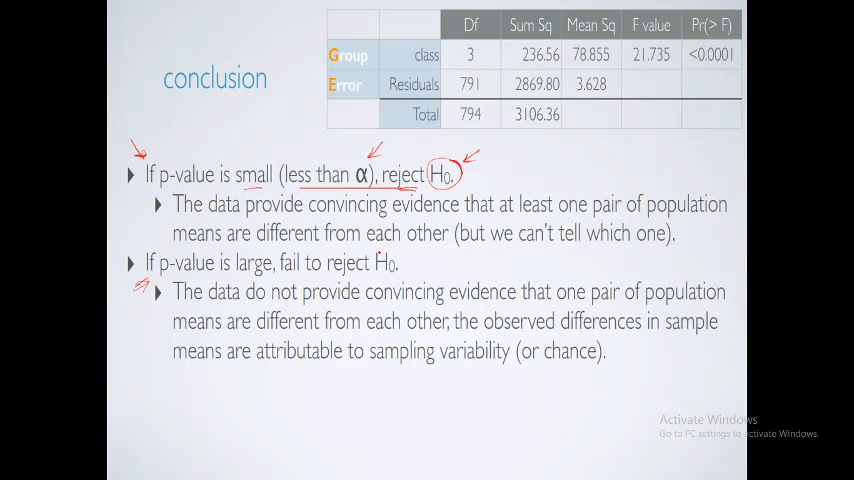 Df Sum Sq Mean Sq F value Pr(> F)
Group class 3 236.56 78.855 21.735 <0.0001
Error Residuals 791 2869.80 3.628
Total 794 3106.36
conclusion
If p-value is small (less than α), reject H0.
The data provide convincing evidence that at least one pair of population
means are different from each other (but we can't tell which one).
If p-value is large, fail to reject H0.
The data do not provide convincing evidence that one pair of population
means are different from each other, the observed differences in sample
means are attributable to sampling variability (or chance).
Activate Windows
Go to PC settings to activate Windows.